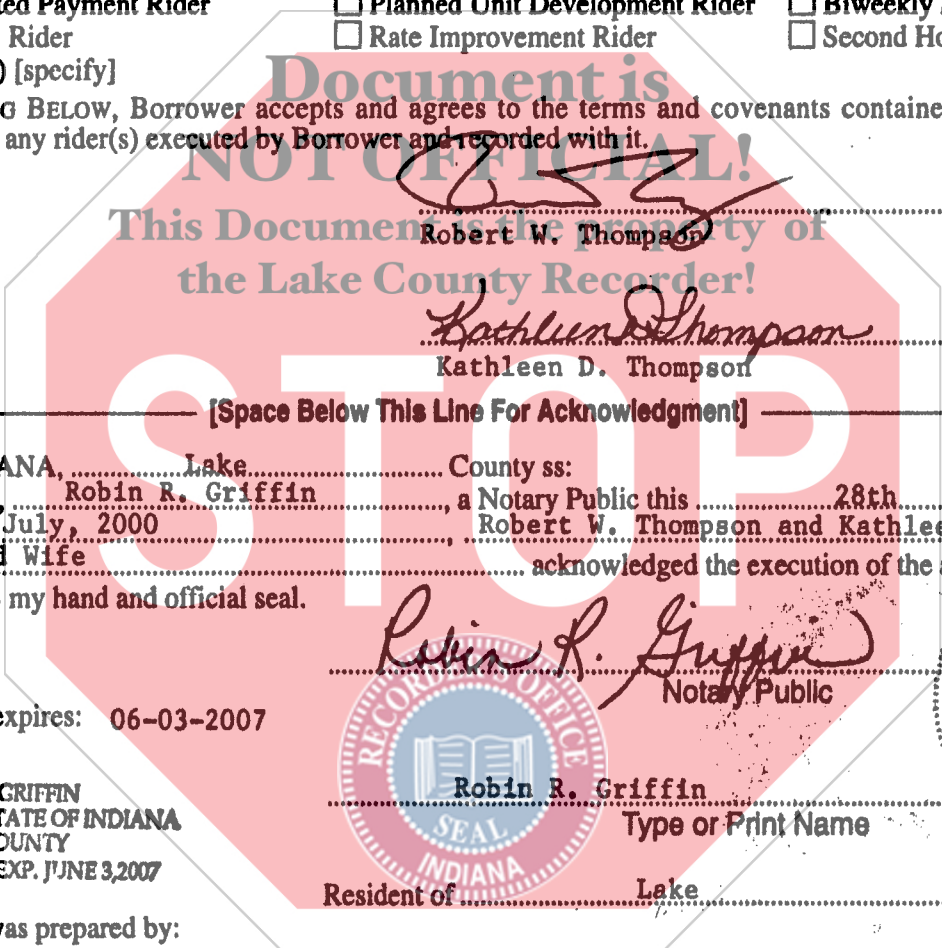 ted Payment Rider ☐ Planned Unit Development Rider ☐ Biweekly
Rider ☐ Rate Improvement Rider ☐ Second Ho
) [specify]
Document is
G BELOW, Borrower accepts and agrees to the terms and covenants containe
any rider(s) executed by Borrower and recorded with it.
NOT OFFICIAL!
This Document is the property of
Robert W. Thompson
the Lake County Recorder!
Kathleen D Thompson
Kathleen D. Thompson
STOP
[Space Below This Line For Acknowledgment]
ANA, Lake County ss:
Robin R. Griffin, a Notary Public this 28th
July, 2000, Robert W. Thompson and Kathlee
d Wife acknowledged the execution of the a
my hand and official seal.
Robin R. Griffin
Notary Public
expires: 06-03-2007
RECORDER'S OFFICE
SEAL
INDIANA
GRIFFIN
TATE OF INDIANA
OUNTY
EXP. JUNE 3,2007
Robin R. Griffin
Type or Print Name
Resident of Lake
was prepared by: